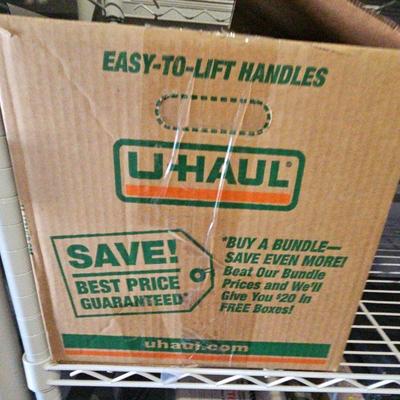 EASY-TO-LIFT HANDLES
U-HAUL®
SAVE!
BEST PRICE
GUARANTEED*
*BUY A BUNDLE—
SAVE EVEN MORE!
Beat Our Bundle
Prices and We'll
Give You $20 In
FREE Boxes!
uhaul.com